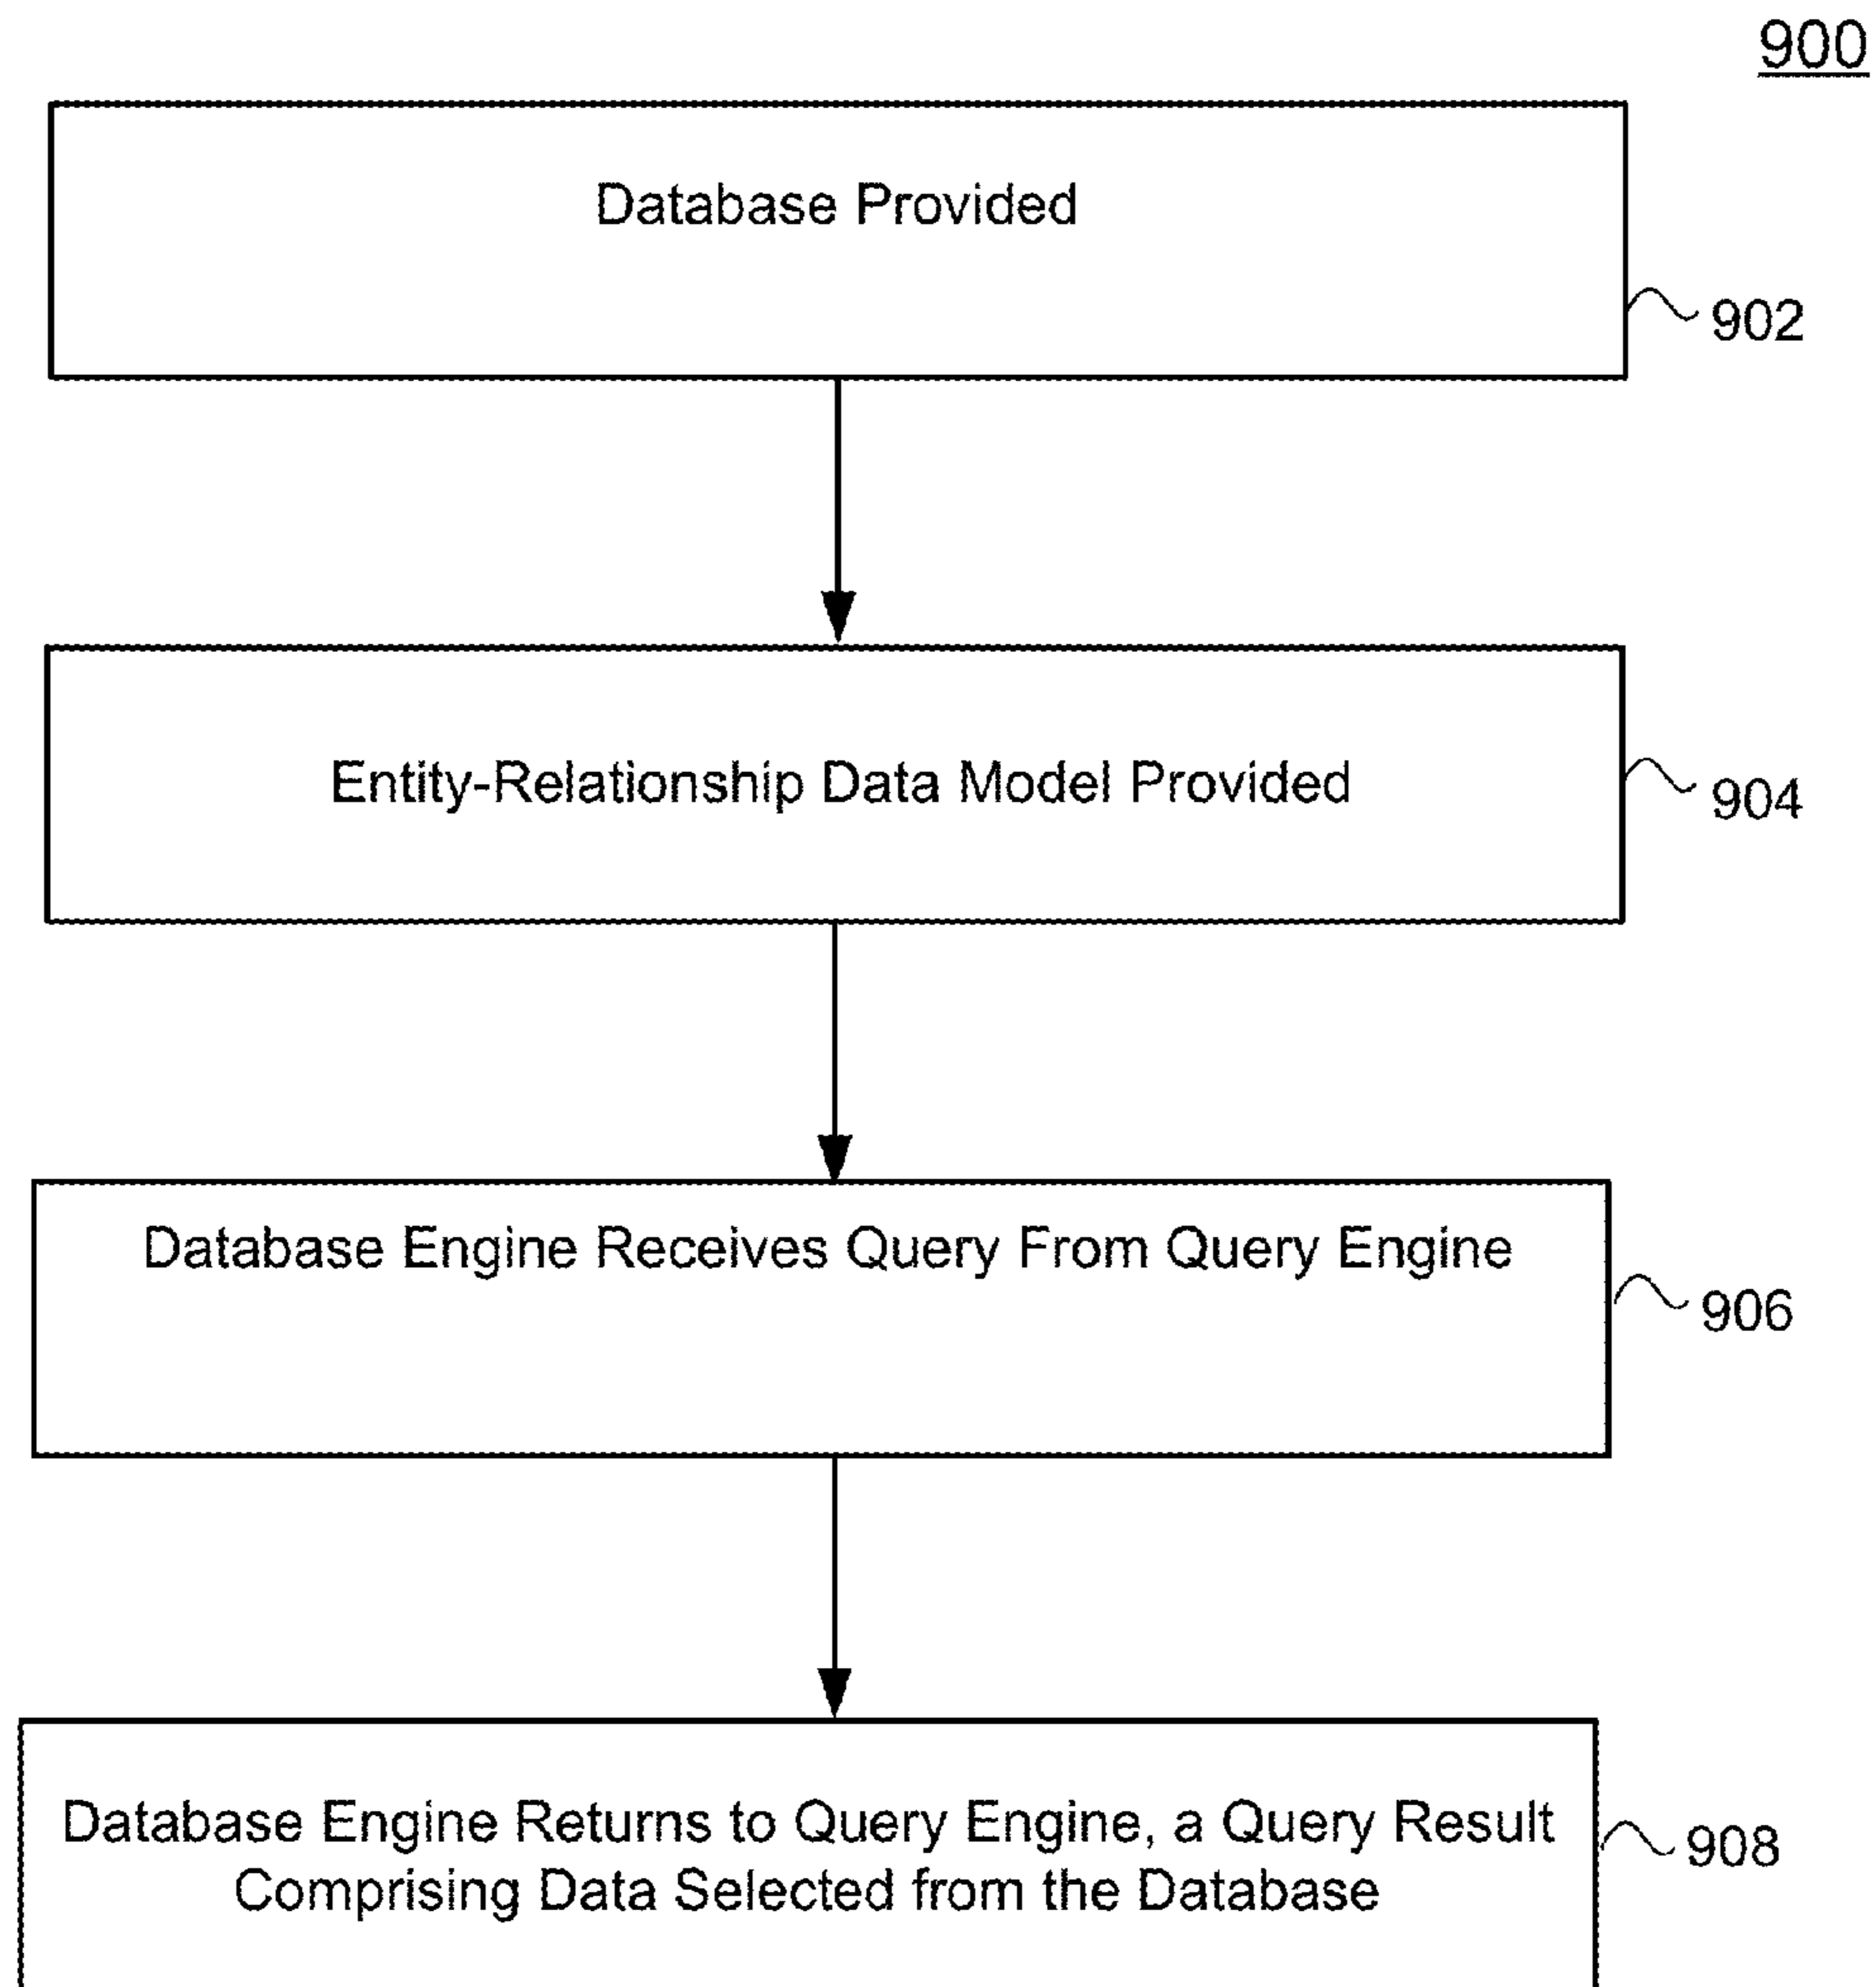 900
Database Provided
902
Entity-Relationship Data Model Provided
904
Database Engine Receives Query From Query Engine
906
Database Engine Returns to Query Engine, a Query Result
Comprising Data Selected from the Database
908